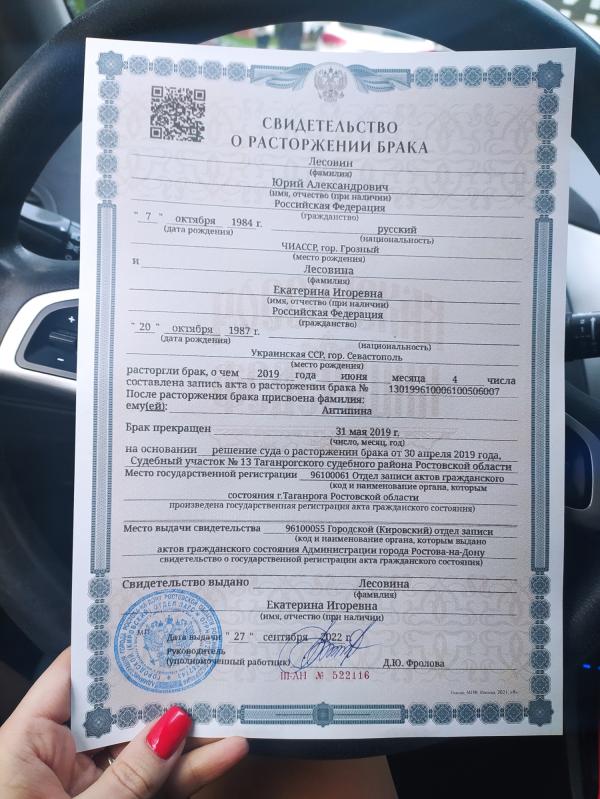 СВИДЕТЕЛЬСТВО
О РАСТОРЖЕНИИ БРАКА
Лесовин
(фамилия)
Юрий Александрович
(имя, отчество (при наличии)
Российская Федерация
(гражданство)
" 7 " октября 1984 г. русский
(дата рождения) (национальность)
ЧИАССР, гор. Грозный
(место рождения)
и Лесовина
(фамилия)
Екатерина Игоревна
(имя, отчество (при наличии)
Российская Федерация
(гражданство)
" 20 " октября 1987 г.
(дата рождения) (национальность)
Украинская ССР, гор. Севастополь
(место рождения)
расторгли брак, о чем 2019 года июня месяца 4 числа
составлена запись акта о расторжении брака № 130199610006100506007
После расторжения брака присвоена фамилия:
ему(ей): Антипина
Брак прекращен 31 мая 2019 г.
(число, месяц, год)
на основании решение суда о расторжении брака от 30 апреля 2019 года,
Судебный участок № 13 Таганрогского судебного района Ростовской области
Место государственной регистрации 96100061 Отдел записи актов гражданского
(код и наименование органа, которым
состояния г.Таганрога Ростовской области
произведена государственная регистрация акта гражданского состояния)
Место выдачи свидетельства 96100055 Городской (Кировский) отдел записи
(код и наименование органа, которым выдано
актов гражданского состояния Администрации города Ростова-на-Дону
свидетельство о государственной регистрации акта гражданского состояния)
Свидетельство выдано Лесовина
(фамилия)
Екатерина Игоревна
(имя, отчество (при наличии)
МП Дата выдачи " 27 " сентября 2022 г.
Руководитель
(уполномоченный работник) Д.Ю. Фролова
II-АН № 522116